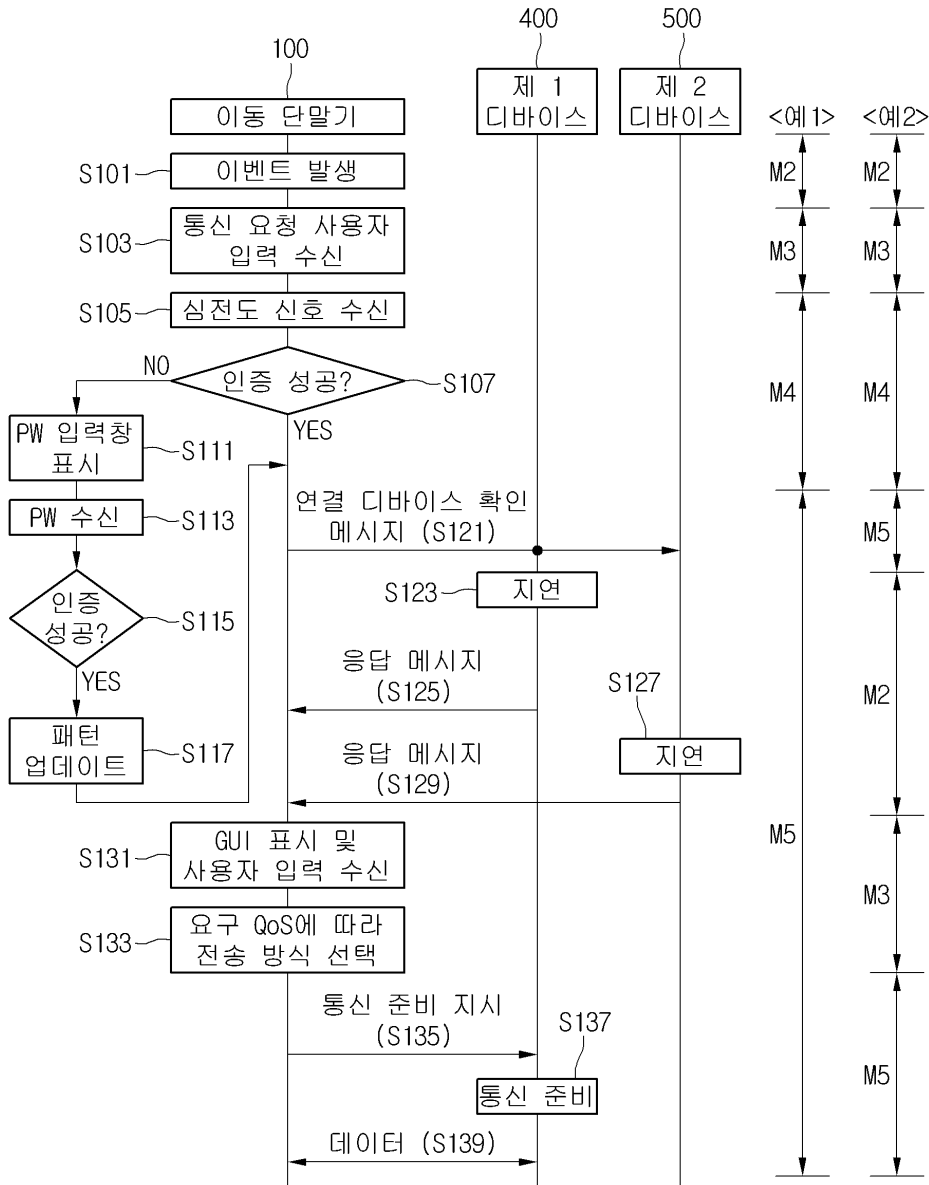 100
400
500
이동 단말기
제 1
디바이스
제 2
디바이스
<예1>
<예2>
S101
이벤트 발생
M2
M2
S103
통신 요청 사용자
입력 수신
M3
M3
S105
심전도 신호 수신
NO
인증 성공?
S107
YES
M4
M4
PW 입력창
표시
S111
PW 수신
S113
연결 디바이스 확인
메시지 (S121)
M5
S123
지연
인증
성공?
S115
YES
응답 메시지
(S125)
S127
M2
패턴
업데이트
S117
지연
응답 메시지
(S129)
M5
S131
GUI 표시 및
사용자 입력 수신
M3
S133
요구 QoS에 따라
전송 방식 선택
통신 준비 지시
(S135)
S137
M5
통신 준비
데이터 (S139)